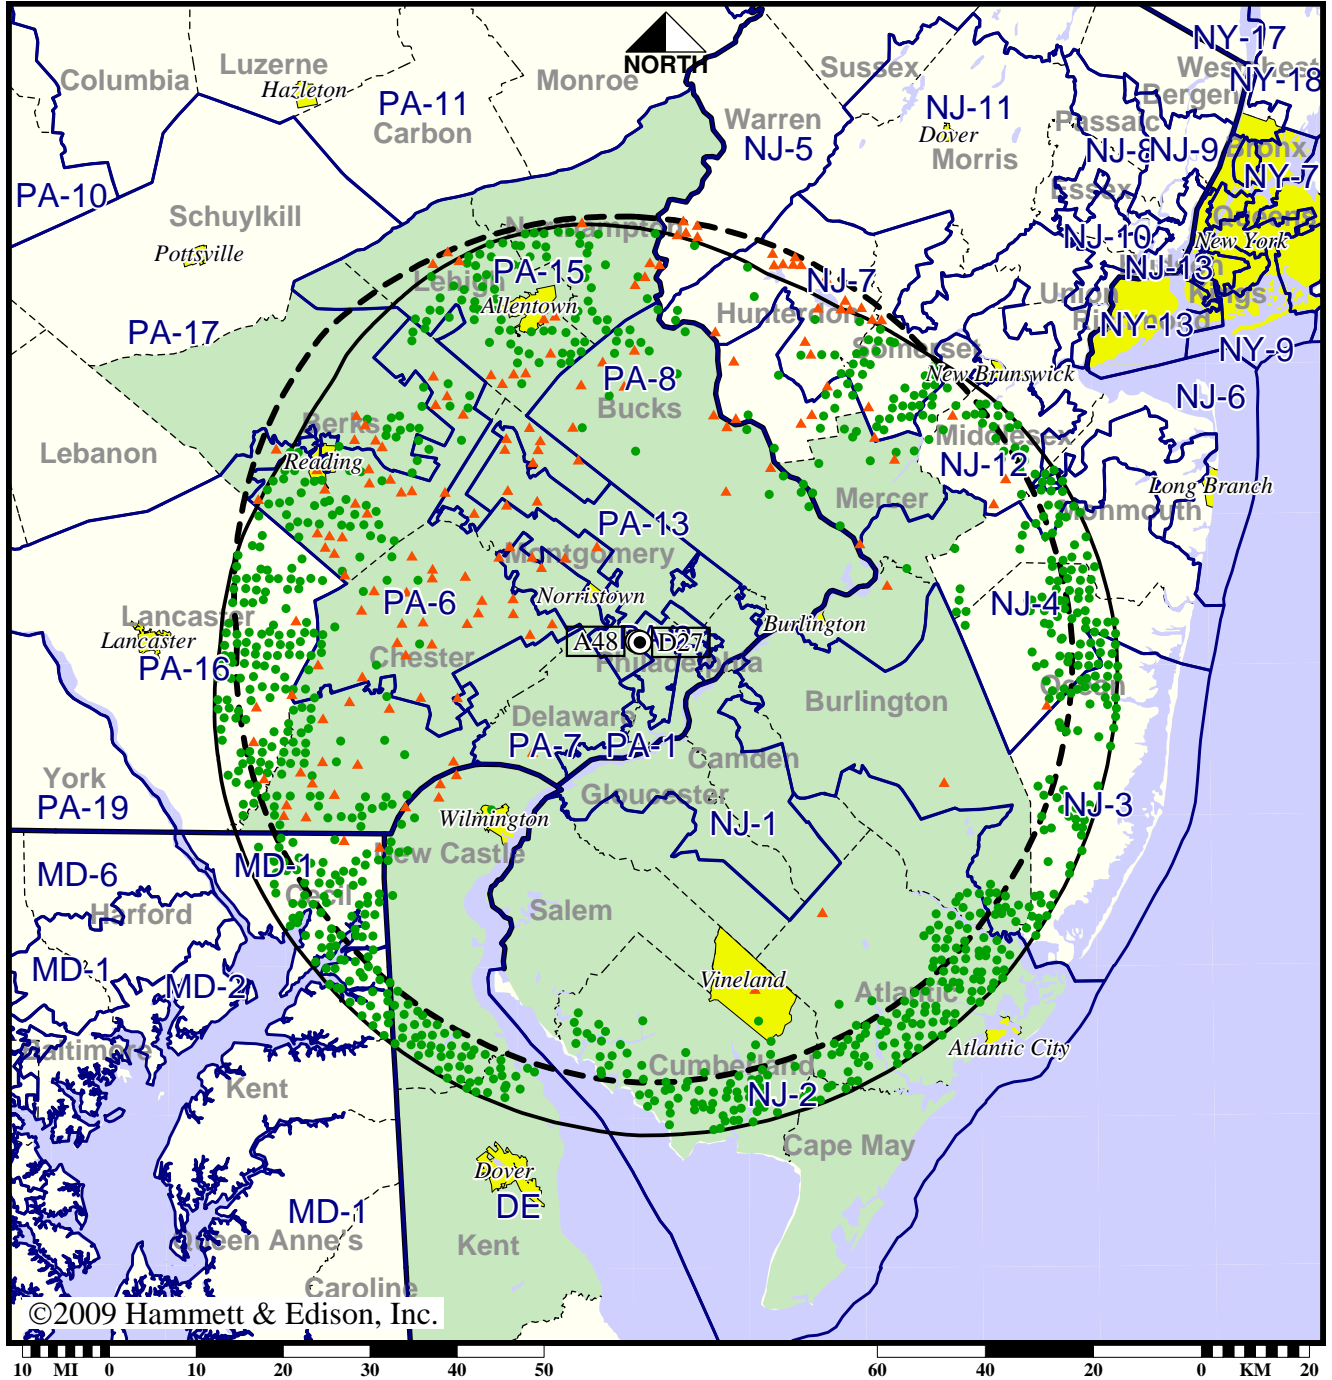 NORTH
NY-17
Columbia
Luzerne
Hazleton
Monroe
Sussex
NY-18
Bergen
PA-11
Carbon
Warren
NJ-5
NJ-11
Dover
Morris
Passaic
NJ-8
NJ-9
Bronx
NY-7
PA-10
Schuylkill
Pottsville
Essex
Queens
NJ-10
New York
Northampton
PA-15
Lehigh
Allentown
NJ-7
Hunterdon
NJ-13
Union
Kings
Richmond
NY-13
PA-17
Somerset
NY-9
New Brunswick
PA-8
Bucks
NJ-6
Berks
Reading
Lebanon
Middlesex
NJ-12
Long Branch
Mercer
Monmouth
PA-13
Montgomery
PA-6
Norristown
NJ-4
Lancaster
Lancaster
PA-16
Burlington
A48
D27
Philadelphia
Chester
Ocean
Burlington
Delaware
PA-7
PA-1
Camden
York
PA-19
Gloucester
NJ-3
Wilmington
NJ-1
New Castle
MD-6
MD-1
Cecil
Harford
Salem
MD-1
MD-2
Vineland
Atlantic
Baltimore
Atlantic City
Kent
Cumberland
NJ-2
Cape May
Dover
DE
MD-1
Queen Anne's
Kent
Caroline
©2009 Hammett & Edison, Inc.
10 MI 0 10 20 30 40 50 60 40 20 0 KM 20